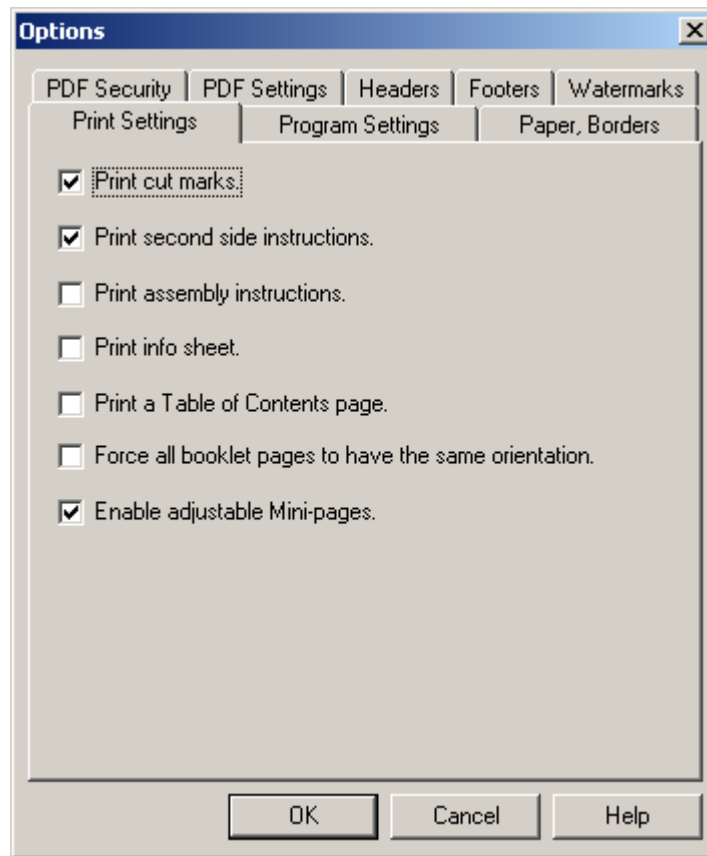 Options
PDF Security PDF Settings Headers Footers Watermarks
Print Settings Program Settings Paper, Borders
Print cut marks.
Print second side instructions.
Print assembly instructions.
Print info sheet.
Print a Table of Contents page.
Force all booklet pages to have the same orientation.
Enable adjustable Mini-pages.
OK Cancel Help